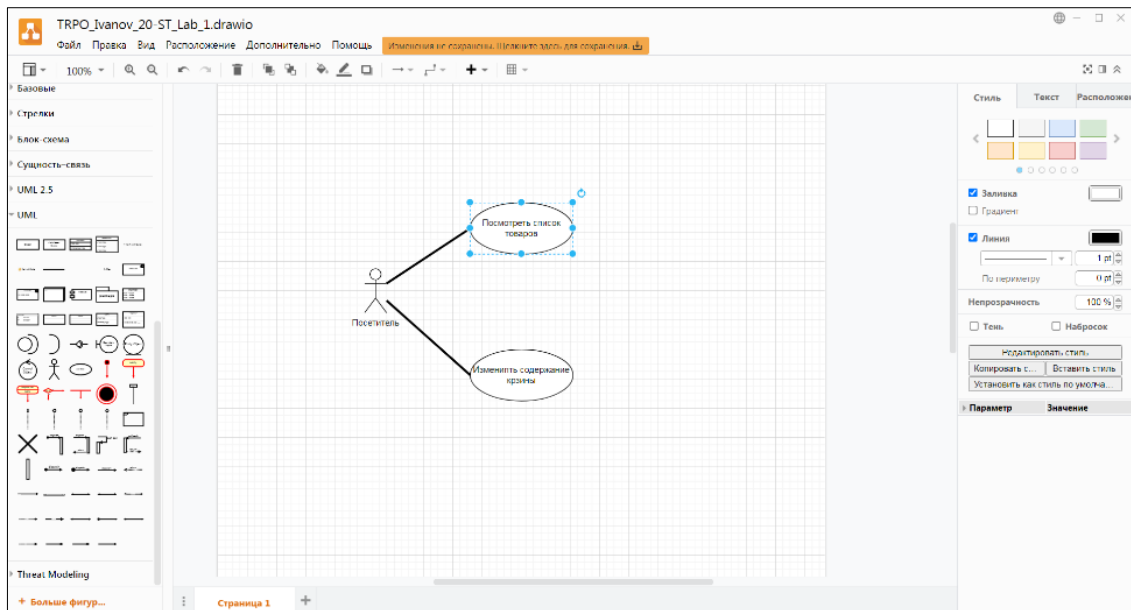 TRPO_Ivanov_20-ST_Lab_1.drawio
Файл Правка Вид Расположение Дополнительно Помощь Изменения не сохранены. Щелкните здесь для сохранения.
100%
Базовые
Стрелки
Блок-схема
Сущность-связь
UML 2.5
UML
Threat Modeling
+ Больше фигур...
Посмотреть список
товаров
Посетитель
Изменипть содержание
крзины
Страница 1
Стиль Текст Расположе
Заливка
Градиент
Линия
1 pt
По периметру 0 pt
Непрозрачность 100 %
Тень Набросок
Редактировать стиль
Копировать с... Вставить стиль
Установить как стиль по умолча...
Параметр Значение